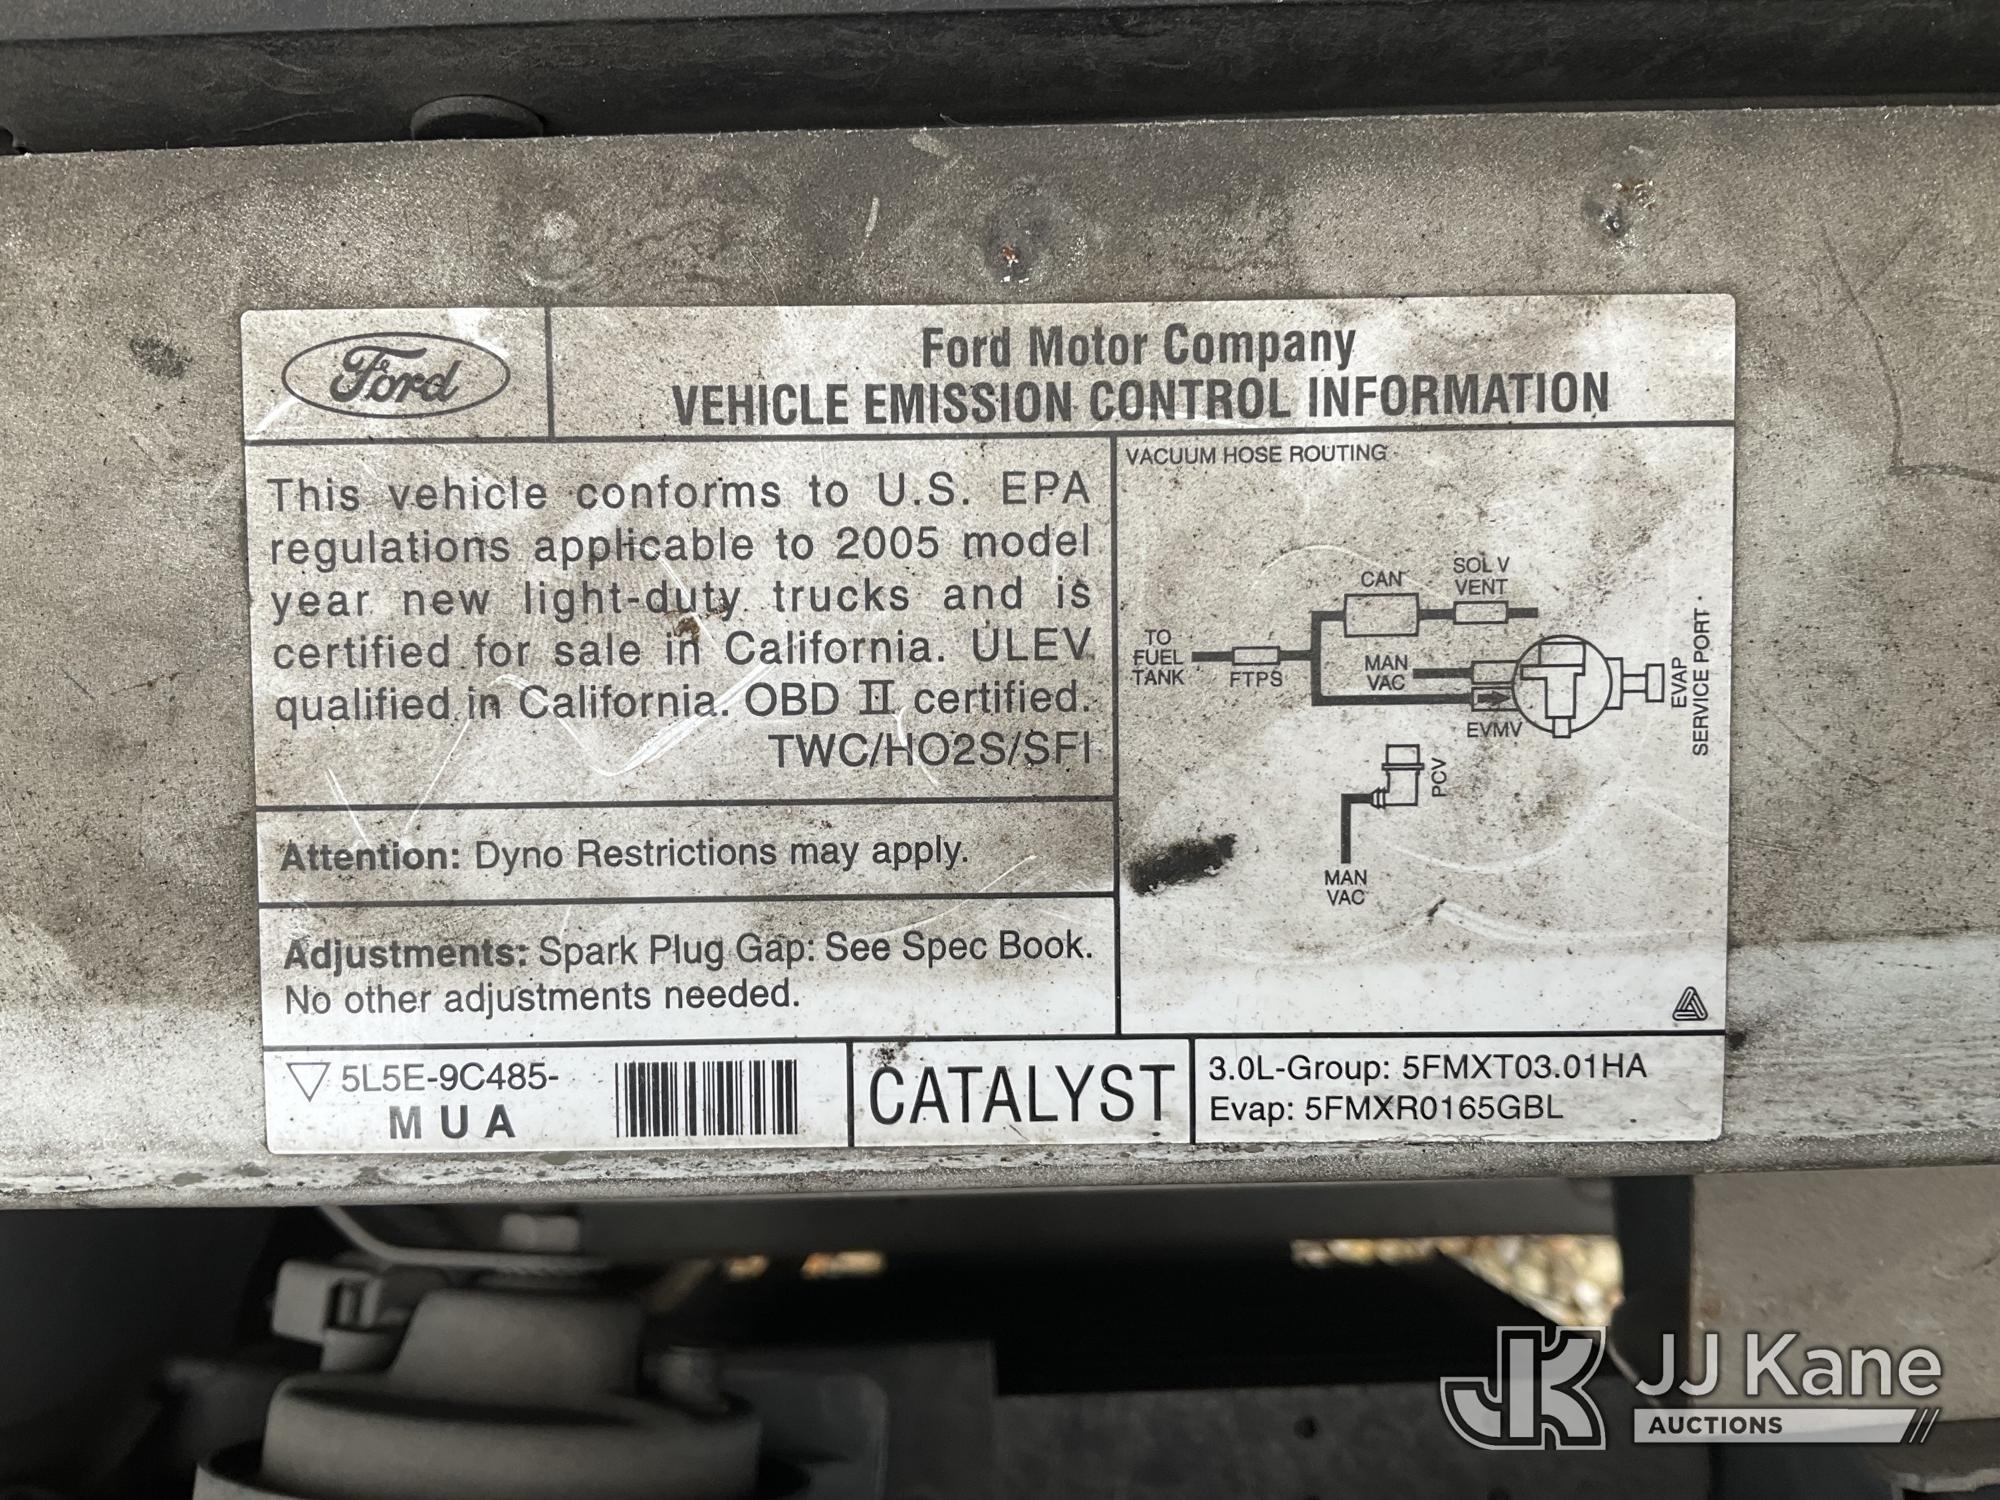 Ford
Ford Motor Company
VEHICLE EMISSION CONTROL INFORMATION
This vehicle conforms to U.S. EPA
regulations applicable to 2005 model
year new light-duty trucks and is
certified for sale in California. ULEV
qualified in California. OBD II certified.
TWC/HO2S/SFI
Attention: Dyno Restrictions may apply.
Adjustments: Spark Plug Gap: See Spec Book.
No other adjustments needed.
VACUUM HOSE ROUTING
CAN
SOL V
VENT
TO
FUEL
TANK
FTPS
MAN
VAC
EVMV
EVAP
SERVICE PORT
PCV
MAN
VAC
5L5E-9C485-
MUA
CATALYST
3.0L-Group: 5FMXT03.01HA
Evap: 5FMXR0165GBL
JK
JJ Kane
AUCTIONS